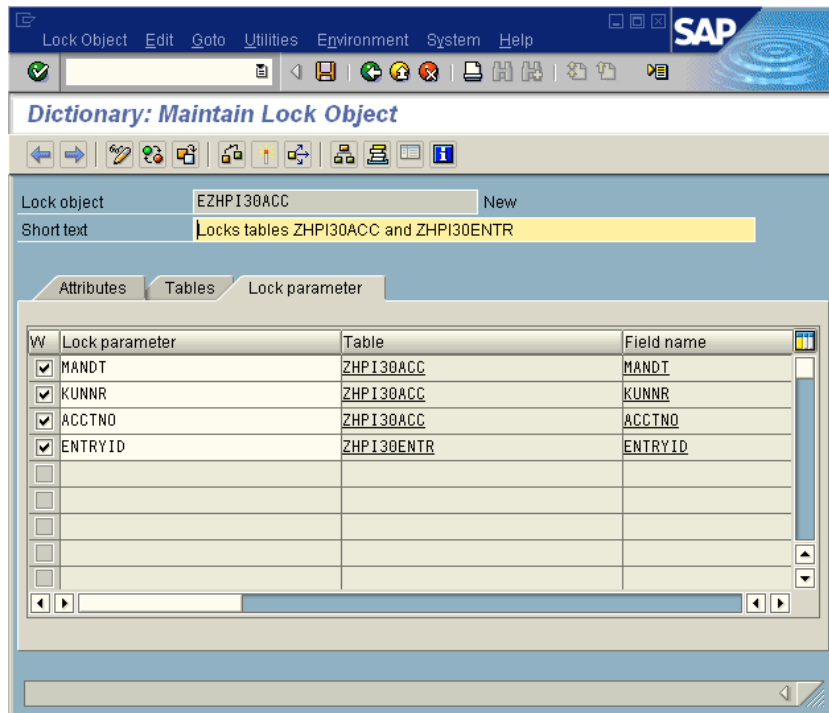 Lock Object Edit Goto Utilities Environment System Help
SAP
Dictionary: Maintain Lock Object
Lock object EZHPI30ACC New
Short text Locks tables ZHPI30ACC and ZHPI30ENTR
Attributes Tables Lock parameter
W Lock parameter Table Field name
MANDT ZHPI30ACC MANDT
KUNNR ZHPI30ACC KUNNR
ACCTNO ZHPI30ACC ACCTNO
ENTRYID ZHPI30ENTR ENTRYID